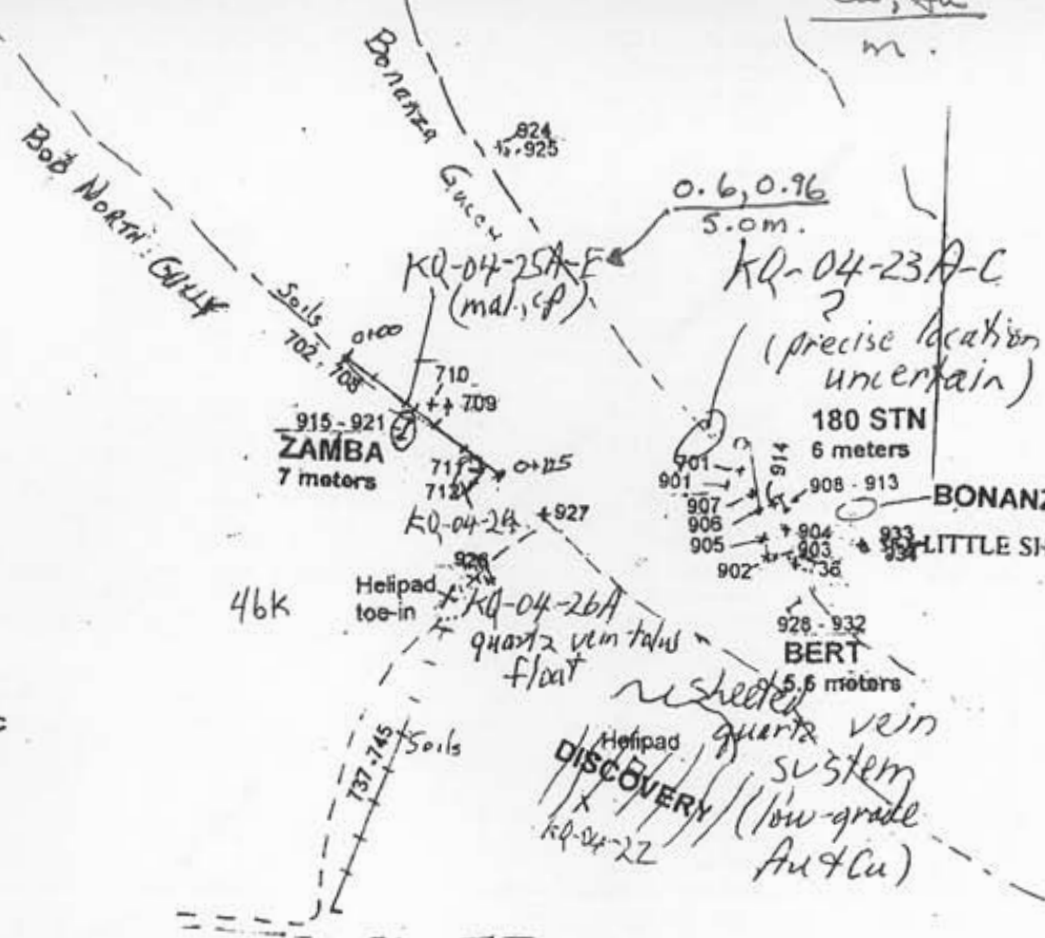 m.
Bonanza
824
925
BOB NORTH GULLY
0.6, 0.96
5.0m.
KQ-04-25A-E
(mal, cp)
KQ-04-23A-C
?
(precise location
uncertain)
Soils
0+00
702-708
710
709
180 STN
6 meters
915-921
ZAMBA
7 meters
711
712
0+125
701
901
914
907
906
905
902
908 - 913
BONANZ
904
903
736
933
LITTLE SH
KQ-04-24
927
926
Helipad
toe-in
46K
KQ-04-26A
quartz vein talus
float
928 - 932
BERT
5.5 meters
sheeted
quartz vein
system
(low-grade
Au & Cu)
Helipad
DISCOVERY
KQ-04-22
737-745
Soils
c